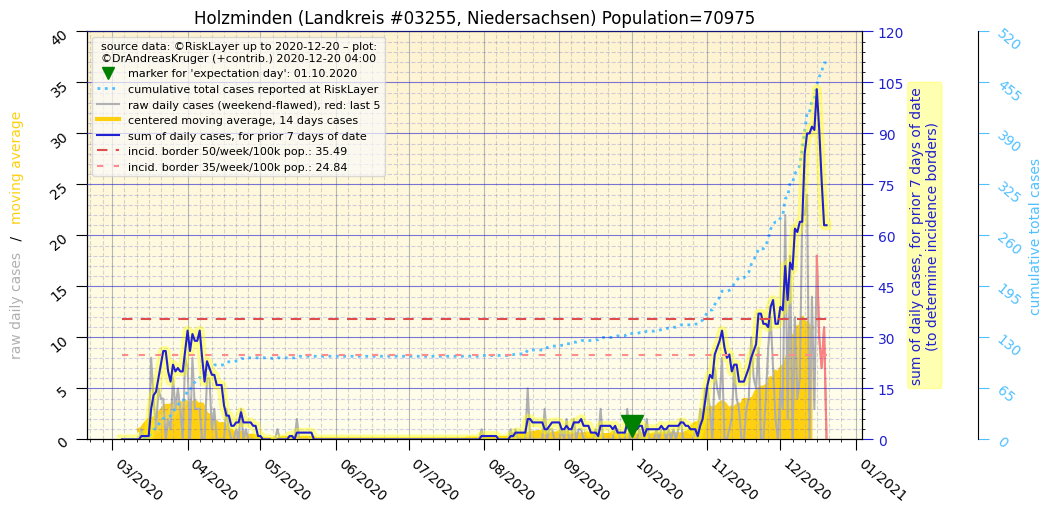 Holzminden (Landkreis #03255, Niedersachsen) Population=70975
source data: ©RiskLayer up to 2020-12-20 – plot:
©DrAndreasKruger (+contrib.) 2020-12-20 04:00
marker for 'expectation day': 01.10.2020
cumulative total cases reported at RiskLayer
raw daily cases (weekend-flawed), red: last 5
centered moving average, 14 days cases
sum of daily cases, for prior 7 days of date
incid. border 50/week/100k pop.: 35.49
incid. border 35/week/100k pop.: 24.84
raw daily cases / moving average
40
35
30
25
20
15
10
5
0
120
105
90
75
60
45
30
15
0
sum of daily cases, for prior 7 days of date
(to determine incidence borders)
520
455
390
325
260
195
130
65
0
cumulative total cases
03/2020
04/2020
05/2020
06/2020
07/2020
08/2020
09/2020
10/2020
11/2020
12/2020
01/2021